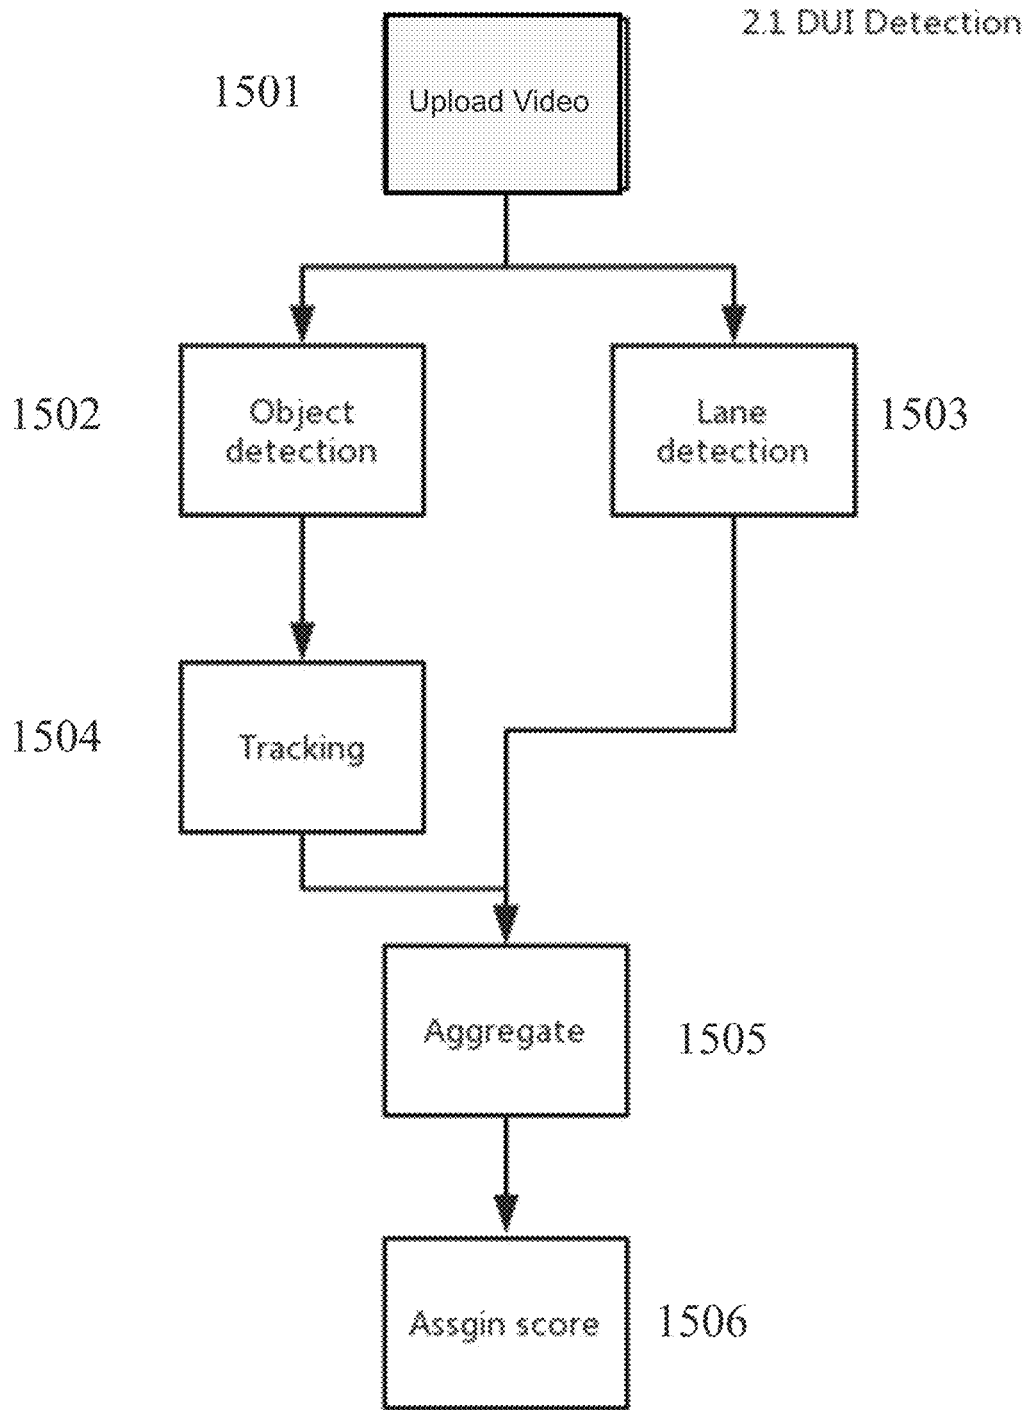 2.1 DUI Detection
1501
Upload Video
1502
Object
detection
Lane
detection
1503
1504
Tracking
Aggregate
1505
Assgin score
1506